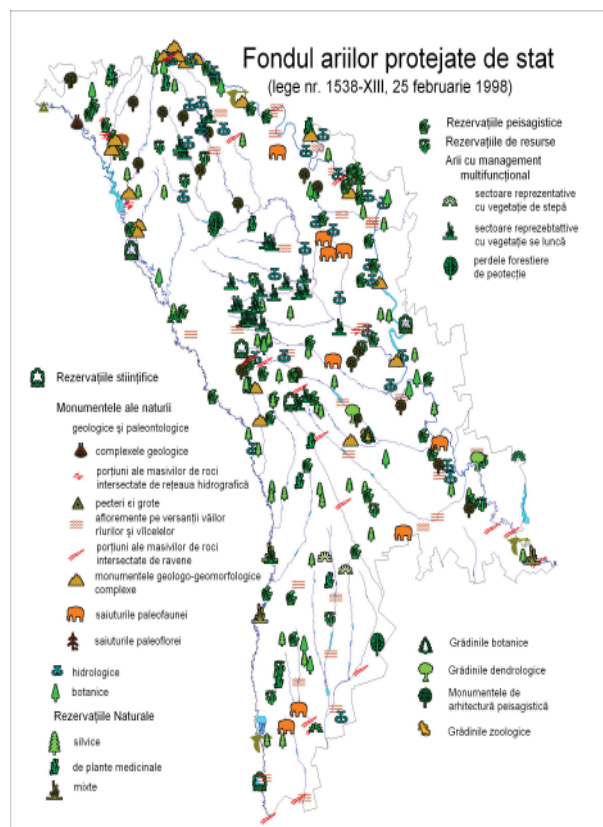 Fondul ariilor protejate de stat
(lege nr. 1538-XIII, 25 februarie 1998)
Rezervațiile peisagistice
Rezervațiile de resurse
Arii cu management
multifuncțional
sectoare reprezentative
cu vegetație de stepă
sectoare reprezebtattive
cu vegetație se luncă
perdele forestiere
de peotecție
Rezervațiile stiințifice
Monumentele ale naturii
geologice și paleontologice
complexele geologice
porțiuni ale masivilor de roci
intersectate de rețeaua hidrografică
pesteri ei grote
aforemente pe versanții văilor
rîurilor și vîlcelelor
porțiuni ale masivilor de roci
intersectate de ravene
monumentele geologo-geomorfologice
complexe
saiuturile paleofaunei
saiuturile paleoflorei
hidrologice
botanice
Rezervațiile Naturale
silvice
de plante medicinale
mixte
Grădinile botanice
Grădinile dendrologice
Monumentele de
arhitectură peisagistică
Grădinile zoologice